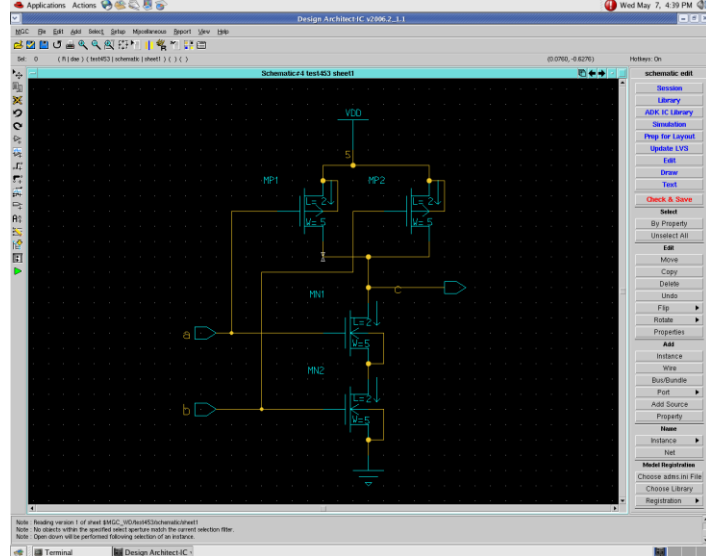 Applications Actions
Wed May 7, 4:39 PM
Design Architect-IC v2006.2_1.1
MGC File Edit Add Select Setup Miscellaneous Report View Help
Sel: 0 ( fl | dwr ) ( test453 | schematic | sheet1 ) ( ) ( ) (0.0760, -0.6276) Hotkeys: On
Schematic#4 test453 sheet1
schematic edit
Session
Library
ADK IC Library
Simulation
Prep for Layout
Update LVS
Edit
Draw
Text
Check & Save
Select
By Property
Unselect All
Edit
Move
Copy
Delete
Undo
Flip
Rotate
Properties
Add
Instance
Wire
Bus/Bundle
Port
Add Source
Property
Name
Instance
Net
Model Registration
Choose adms.ini File
Choose Library
Registration
VDD
S
MP1
L=2
W=5
MP2
L=2
W=5
C
MN1
L=2
W=5
a
MN2
L=2
W=5
b
Note : Reading version 1 of sheet $MGC_WD/test453/schematic/sheet1
Note : No objects within the specified select aperture match the current selection filter.
Note : Open down will be performed following selection of an instance.
Terminal
Design Architect-IC